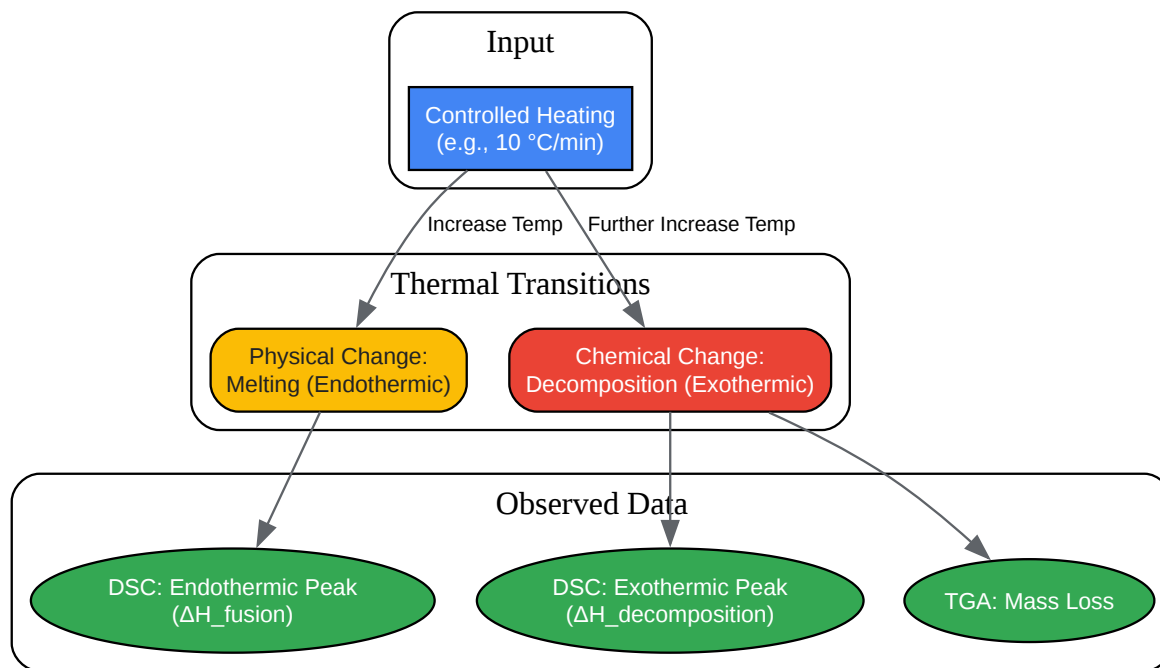 Input
Controlled Heating
(e.g., 10 °C/min)
Increase Temp
Further Increase Temp
Thermal Transitions
Physical Change:
Melting (Endothermic)
Chemical Change:
Decomposition (Exothermic)
Observed Data
DSC: Endothermic Peak
(ΔH_fusion)
DSC: Exothermic Peak
(ΔH_decomposition)
TGA: Mass Loss